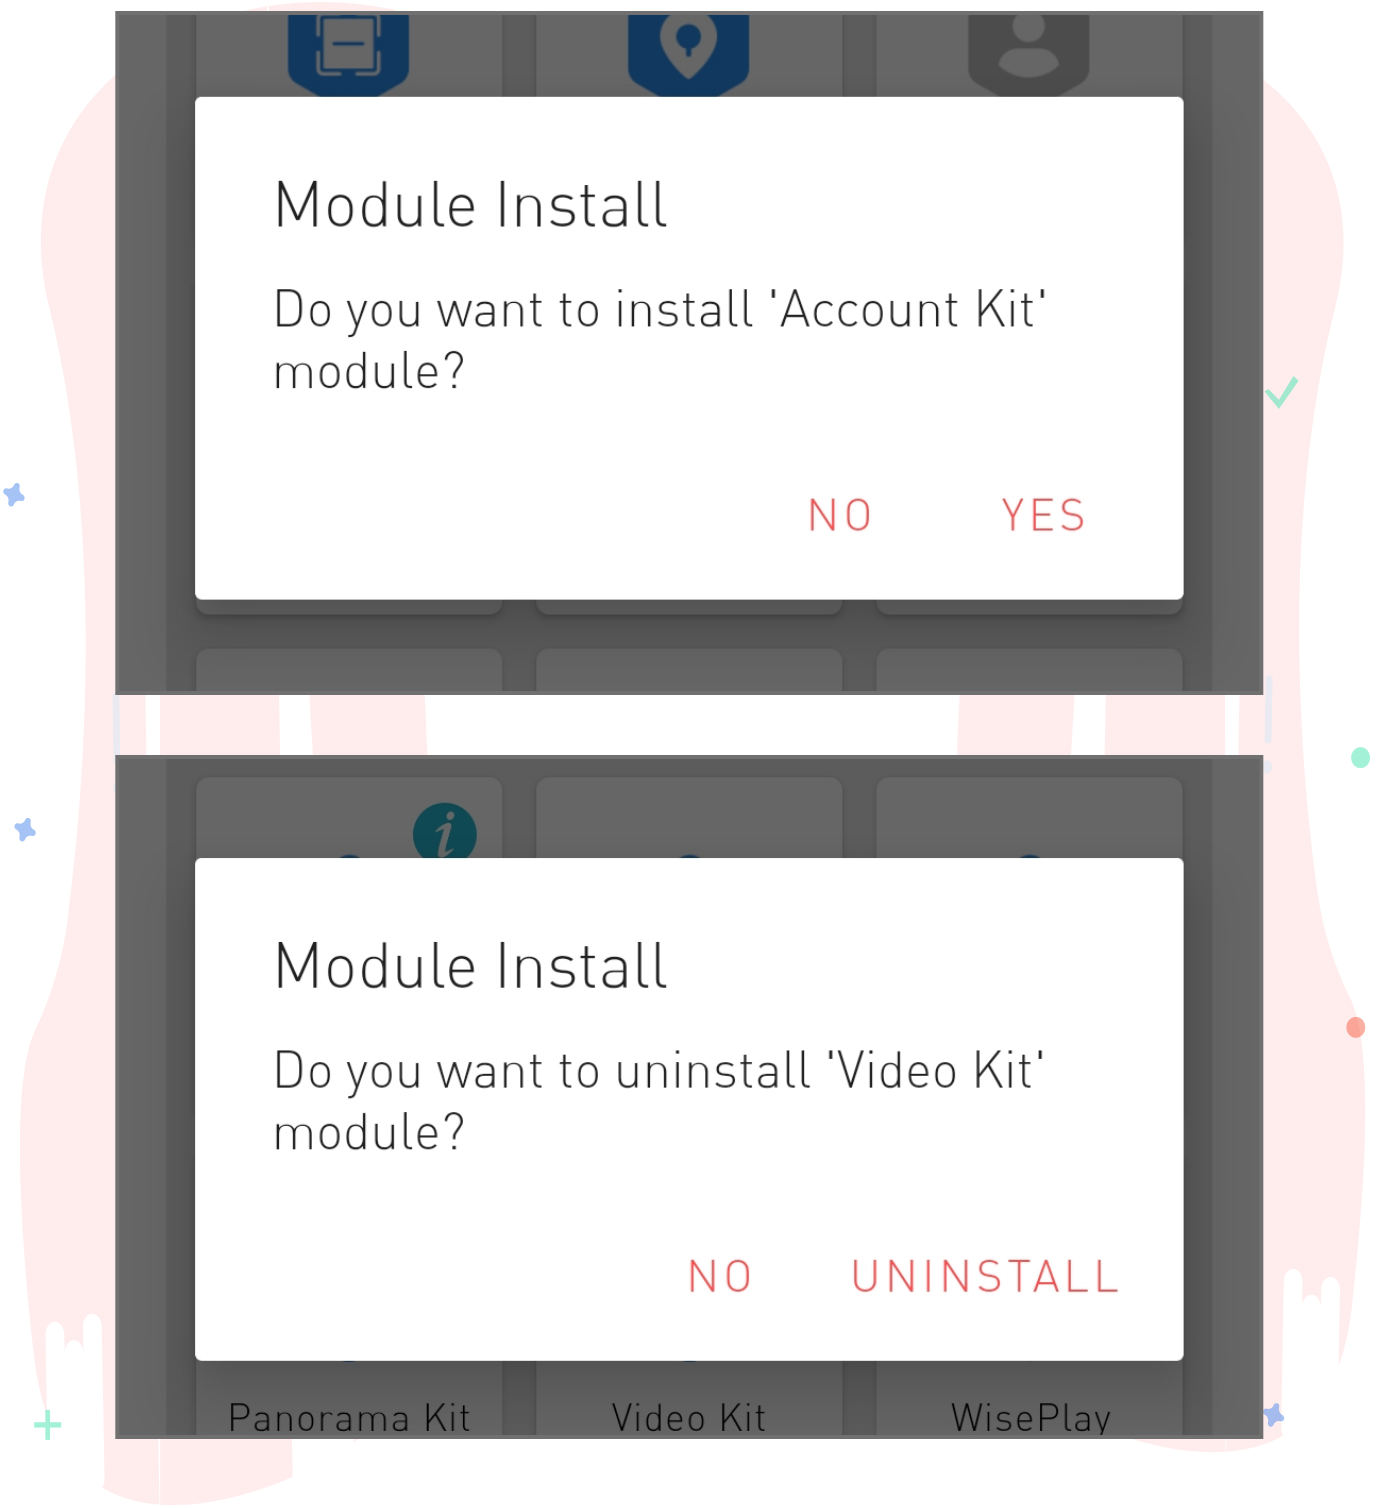 Module Install
Do you want to install 'Account Kit'
module?
NO YES
i
Module Install
Do you want to uninstall 'Video Kit'
module?
NO UNINSTALL
Panorama Kit Video Kit WisePlay